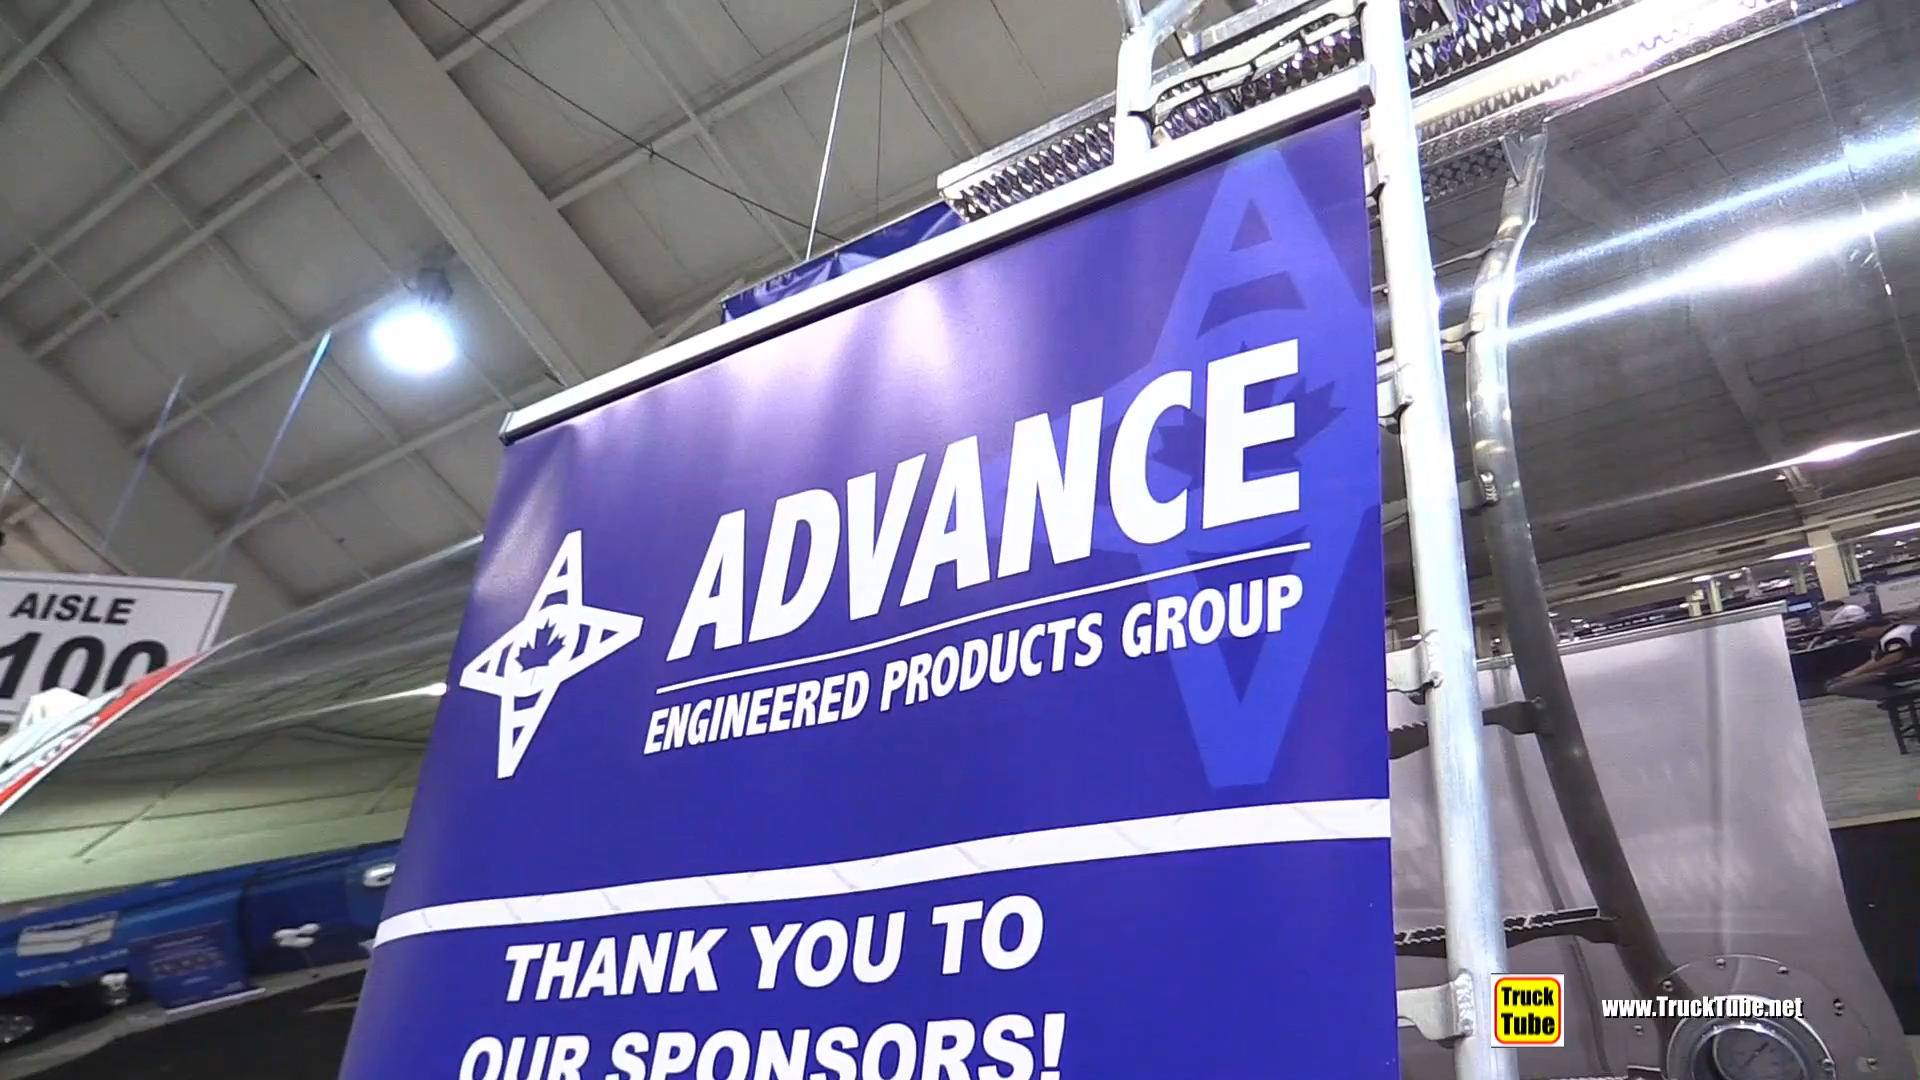 AISLE
100
ADVANCE
ENGINEERED PRODUCTS GROUP
THANK YOU TO
OUR SPONSORS!
Truck
Tube
www.TruckTube.net